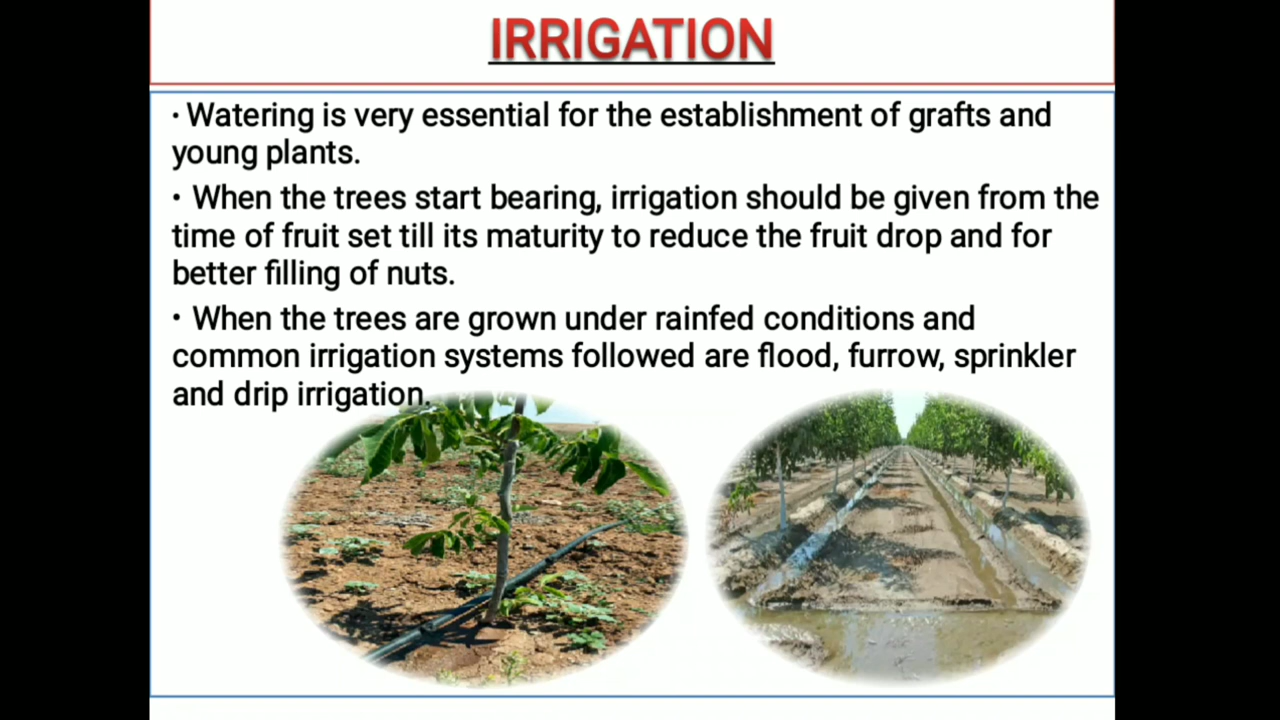 IRRIGATION
• Watering is very essential for the establishment of grafts and
young plants.
• When the trees start bearing, irrigation should be given from the
time of fruit set till its maturity to reduce the fruit drop and for
better filling of nuts.
• When the trees are grown under rainfed conditions and
common irrigation systems followed are flood, furrow, sprinkler
and drip irrigation.